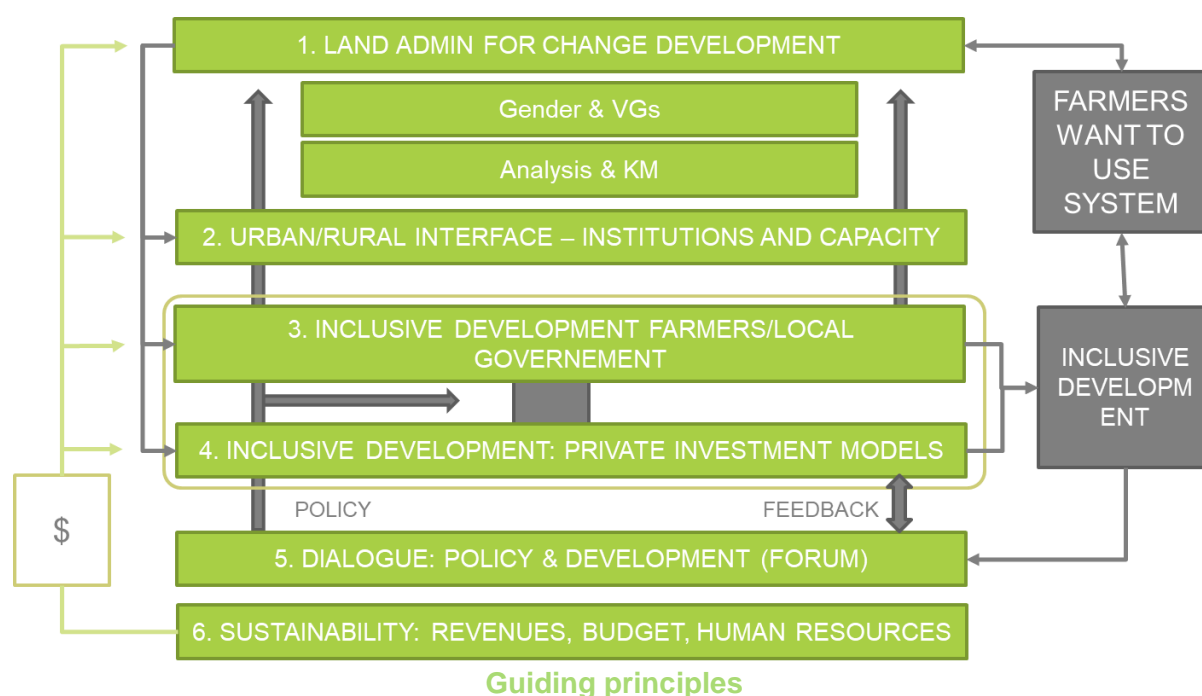 1. LAND ADMIN FOR CHANGE DEVELOPMENT
Gender & VGs
Analysis & KM
2. URBAN/RURAL INTERFACE – INSTITUTIONS AND CAPACITY
3. INCLUSIVE DEVELOPMENT FARMERS/LOCAL
GOVERNEMENT
4. INCLUSIVE DEVELOPMENT: PRIVATE INVESTMENT MODELS
POLICY
FEEDBACK
5. DIALOGUE: POLICY & DEVELOPMENT (FORUM)
6. SUSTAINABILITY: REVENUES, BUDGET, HUMAN RESOURCES
$
FARMERS
WANT TO
USE
SYSTEM
INCLUSIVE
DEVELOPM
ENT
Guiding principles